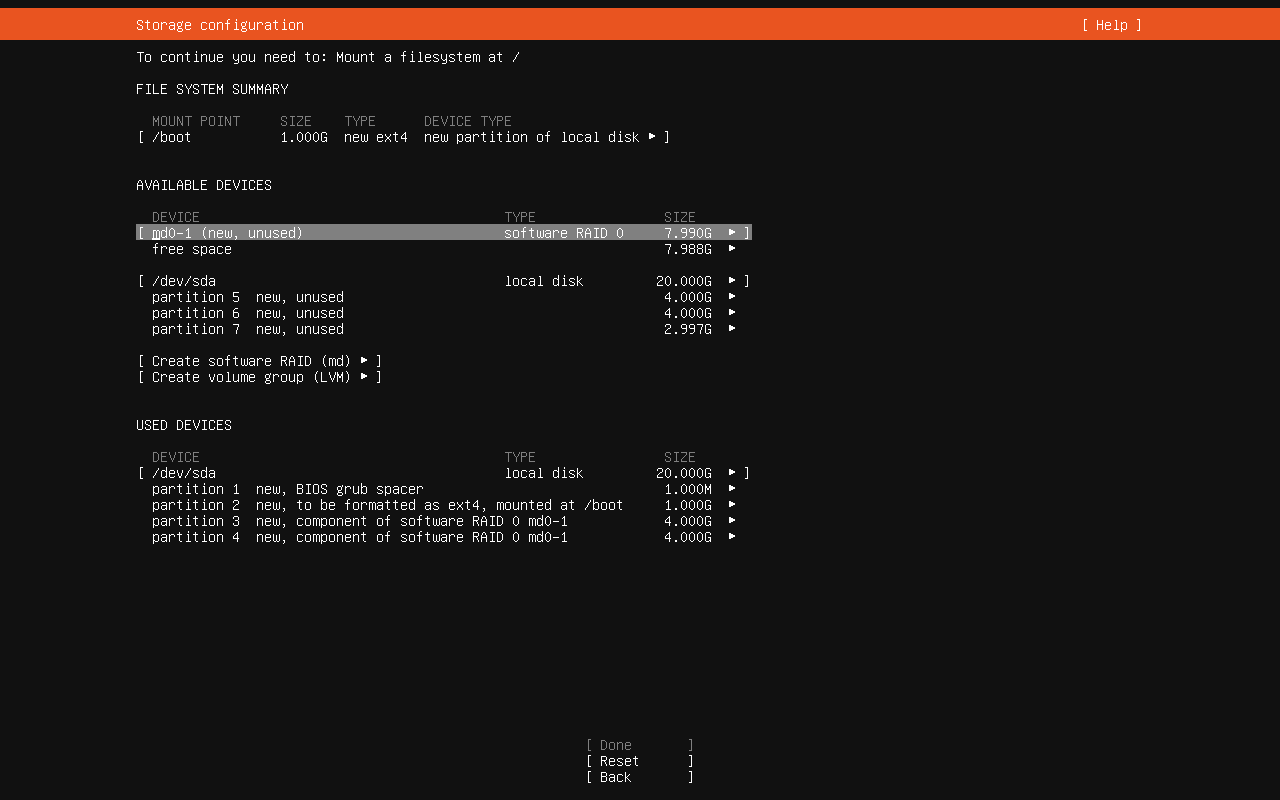 Storage configuration [ Help ]
To continue you need to: Mount a filesystem at /
FILE SYSTEM SUMMARY
MOUNT POINT SIZE TYPE DEVICE TYPE
[ /boot 1.000G new ext4 new partition of local disk ▸ ]
AVAILABLE DEVICES
DEVICE TYPE SIZE
[ md0-1 (new, unused) software RAID 0 7.990G ▸ ]
free space 7.988G ▸
[ /dev/sda local disk 20.000G ▸ ]
partition 5 new, unused 4.000G ▸
partition 6 new, unused 4.000G ▸
partition 7 new, unused 2.997G ▸
[ Create software RAID (md) ▸ ]
[ Create volume group (LVM) ▸ ]
USED DEVICES
DEVICE TYPE SIZE
[ /dev/sda local disk 20.000G ▸ ]
partition 1 new, BIOS grub spacer 1.000M ▸
partition 2 new, to be formatted as ext4, mounted at /boot 1.000G ▸
partition 3 new, component of software RAID 0 md0-1 4.000G ▸
partition 4 new, component of software RAID 0 md0-1 4.000G ▸
[ Done ]
[ Reset ]
[ Back ]